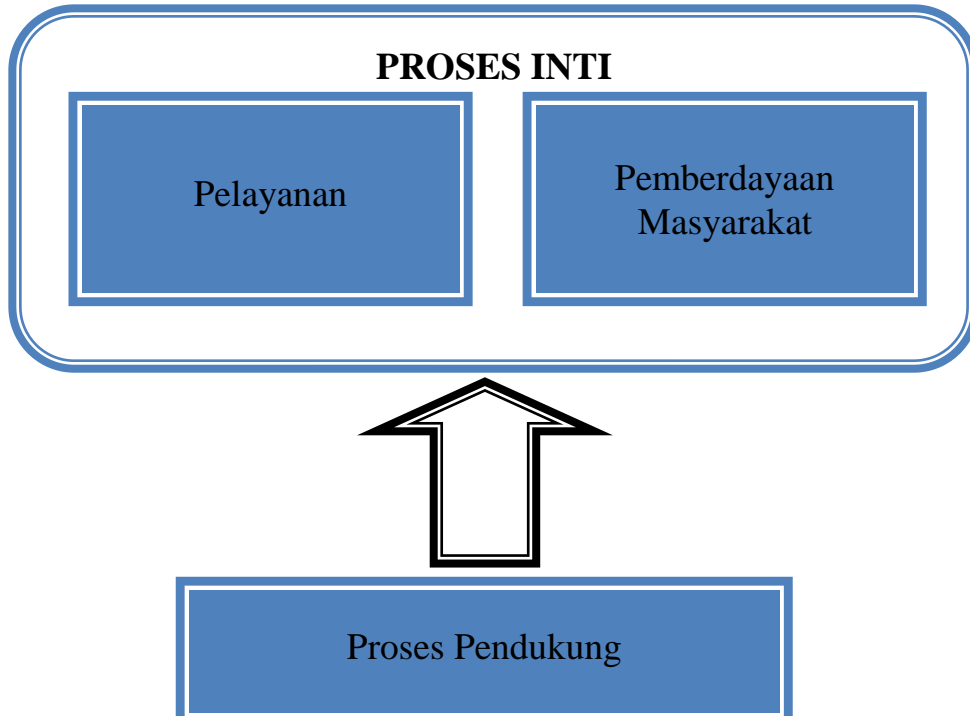 PROSES INTI
Pelayanan
Pemberdayaan
Masyarakat
Proses Pendukung